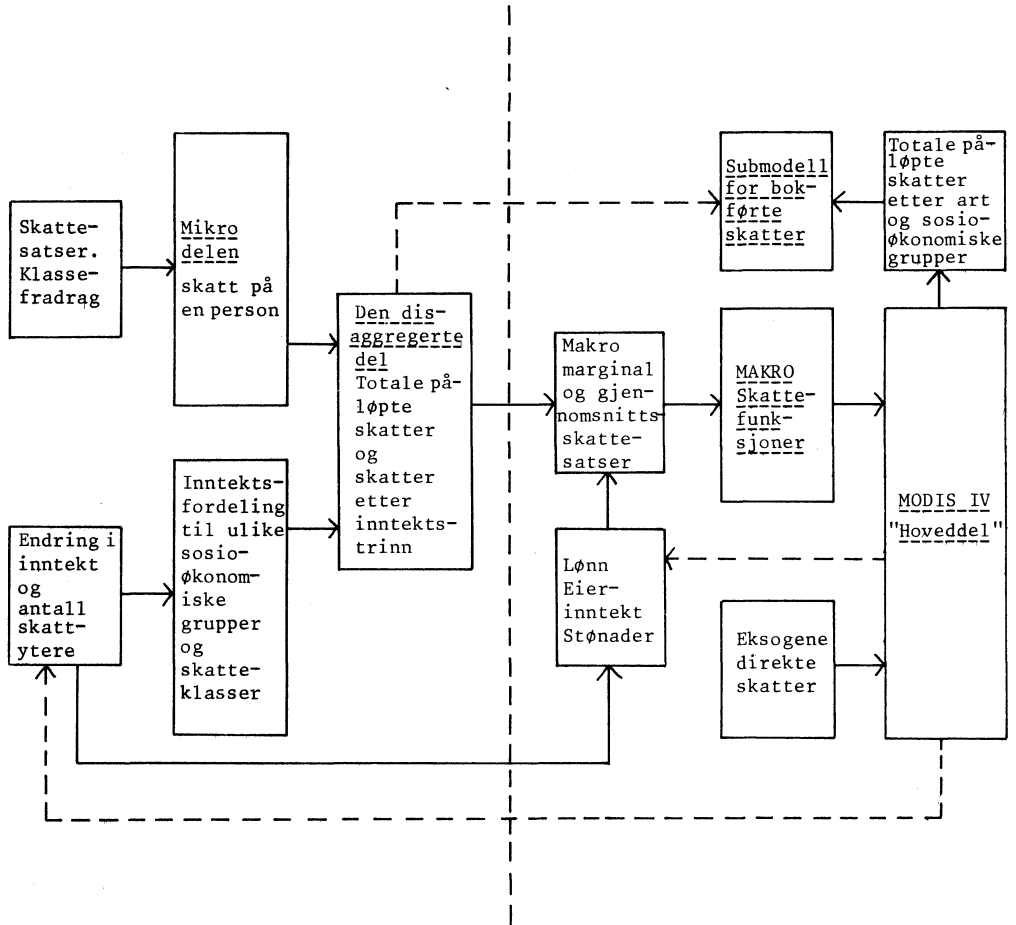 Skatte-
satser.
Klasse-
fradrag
Mikro
delen
skatt på
en person
Den dis-
aggregerte
del
Totale på-
løpte
skatter
og
skatter
etter
inntekts-
trinn
Endring i
inntekt
og
antall
skatt-
ytere
Inntekts-
fordeling
til ulike
sosio-
økonom-
iske
grupper
og
skatte-
klasser
Submodell
for bok-
førte
skatter
Totale på-
løpte
skatter
etter art
og sosio-
økonomiske
grupper
Makro
marginal
og gjen-
nomsnitts-
skatte-
satser
MAKRO
Skatte-
funk-
sjoner
MODIS IV
"Hoveddel"
Lønn
Eier-
inntekt
Stønader
Eksogene
direkte
skatter